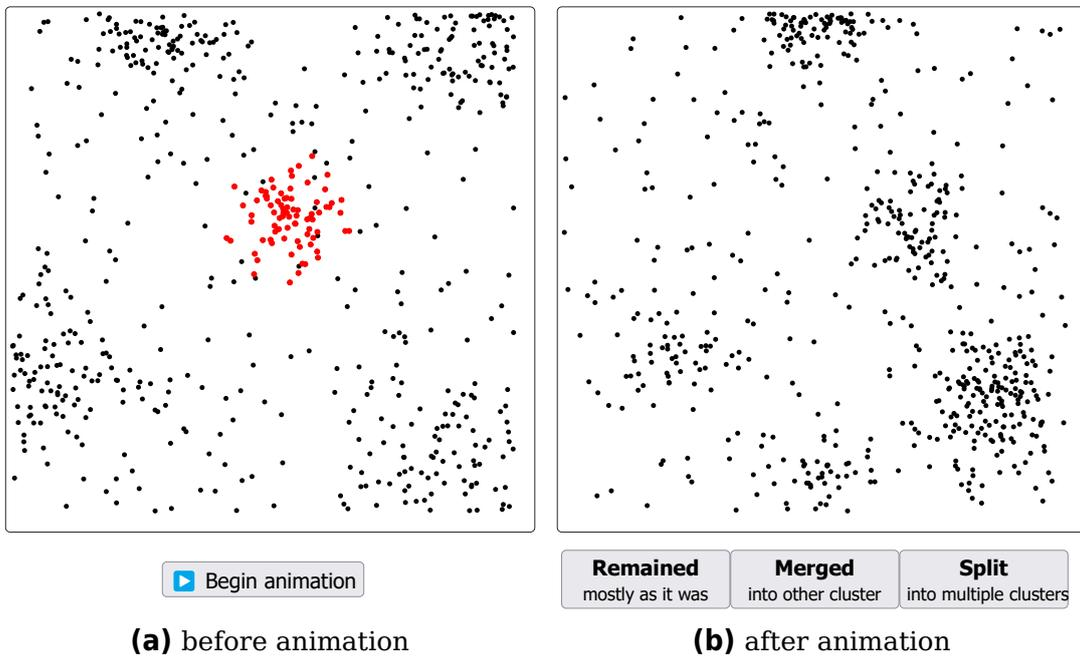 Begin animation
Remained Merged Split
mostly as it was into other cluster into multiple clusters
(a) before animation (b) after animation